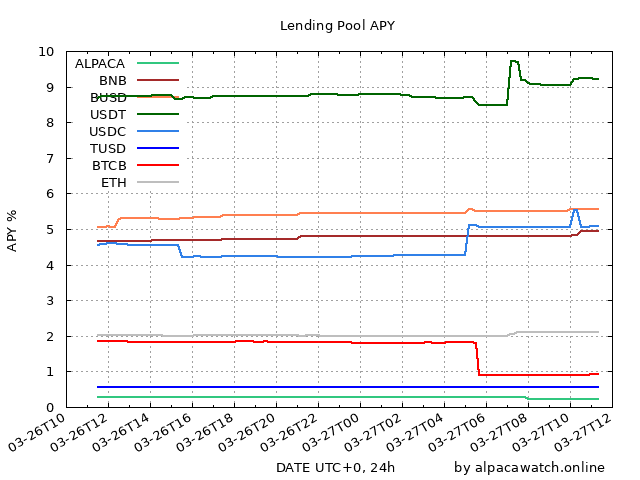 Lending Pool APY
10
9
8
7
6
5
4
3
2
1
0
APY %
ALPACA
BNB
BUSD
USDT
USDC
TUSD
BTCB
ETH
03-26T10
03-26T12
03-26T14
03-26T16
03-26T18
03-26T20
03-26T22
03-27T00
03-27T02
03-27T04
03-27T06
03-27T08
03-27T10
03-27T12
DATE UTC+0, 24h
by alpacawatch.online